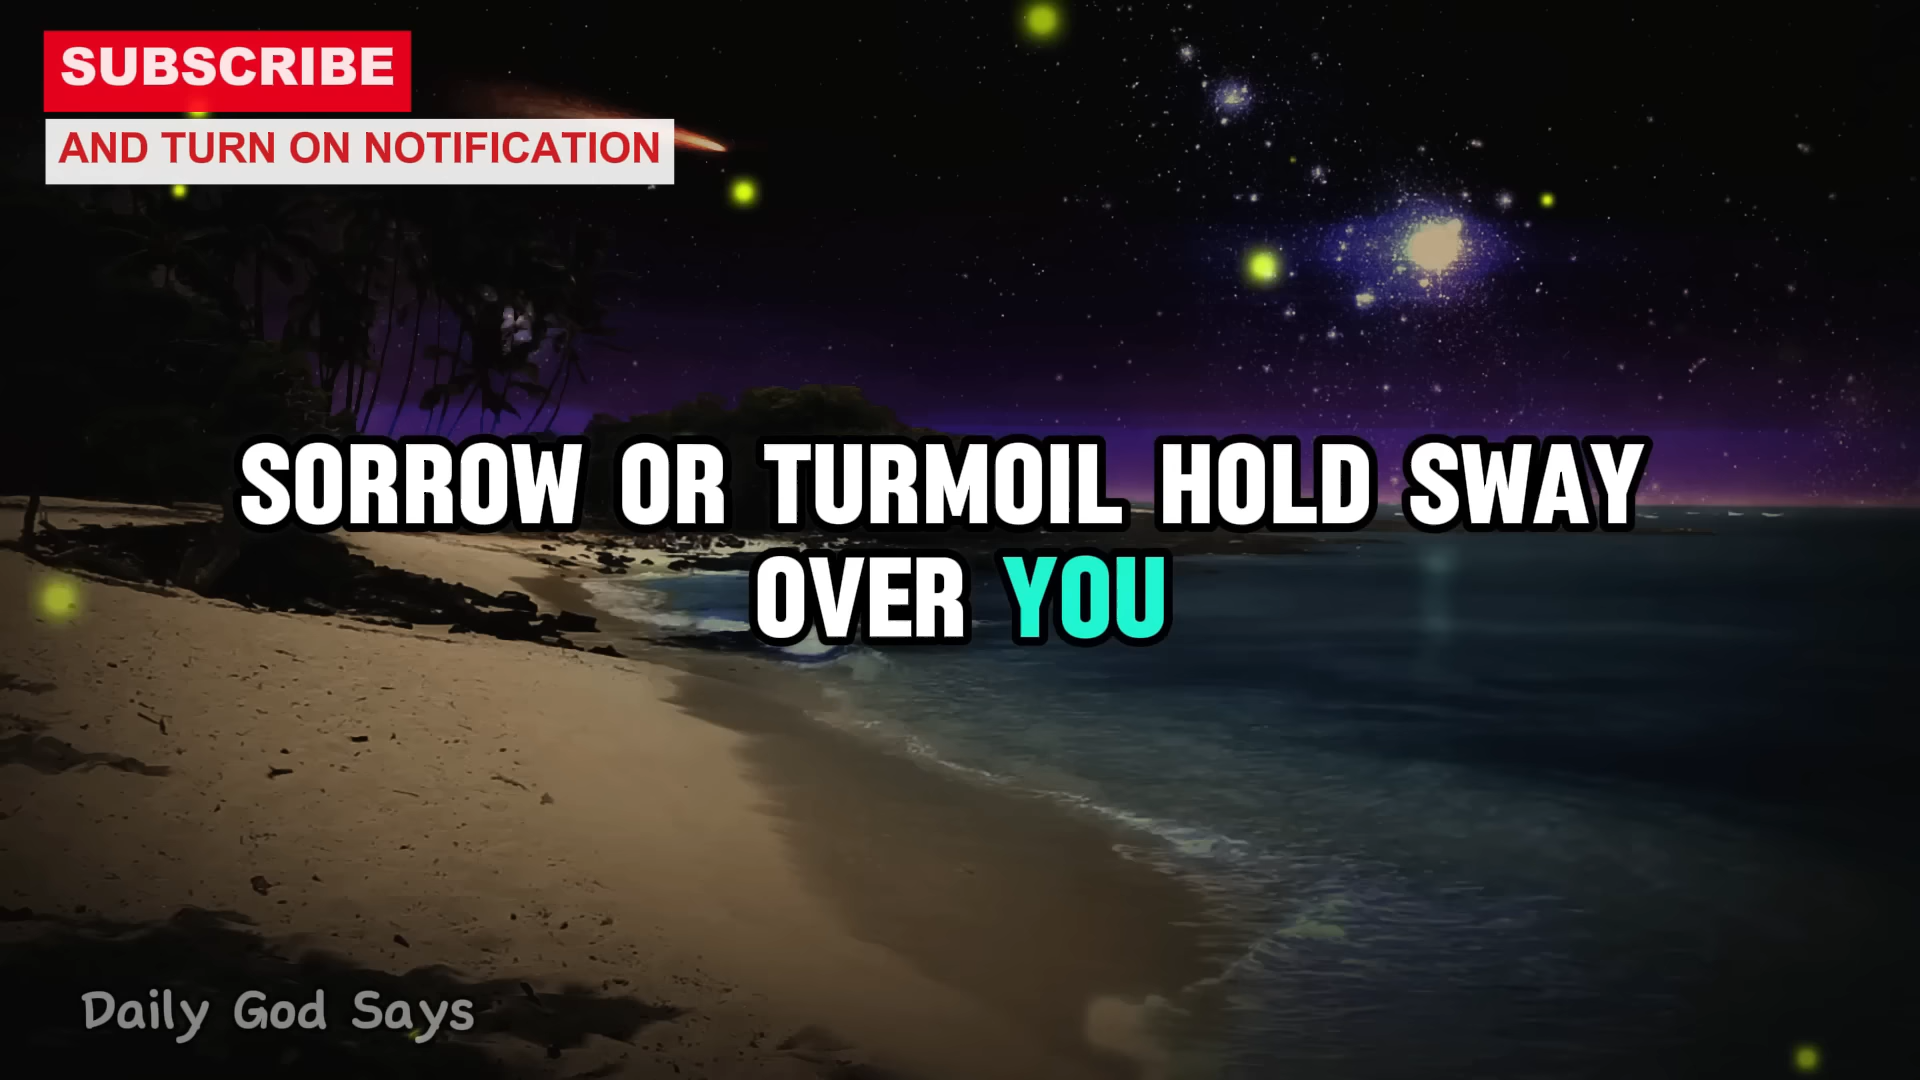 SUBSCRIBE
AND TURN ON NOTIFICATION
SORROW OR TURMOIL HOLD SWAY
OVER YOU
Daily God Says